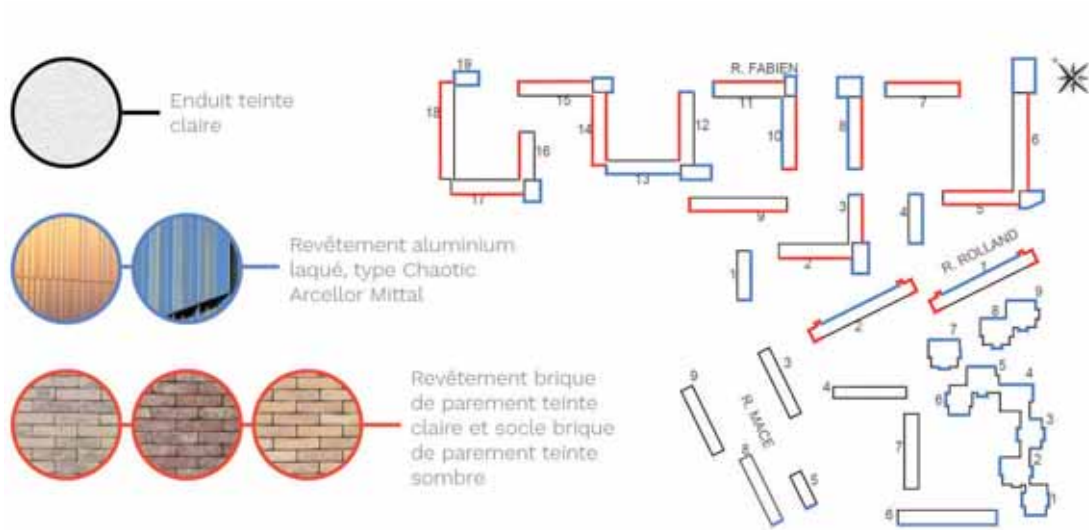 Enduit teinte
claire
Revêtement aluminium
laqué, type Chaotic
Arcellor Mittal
Revêtement brique
de parement teinte
claire et socle brique
de parement teinte
sombre
19
R. FABIEN
18
15
11
7
14
12
10
8
6
16
13
17
9
3
4
5
2
1
R. ROLLAND
1
2
9
8
7
5
4
6
3
2
1
3
4
9
R. MACE
7
8
5
6